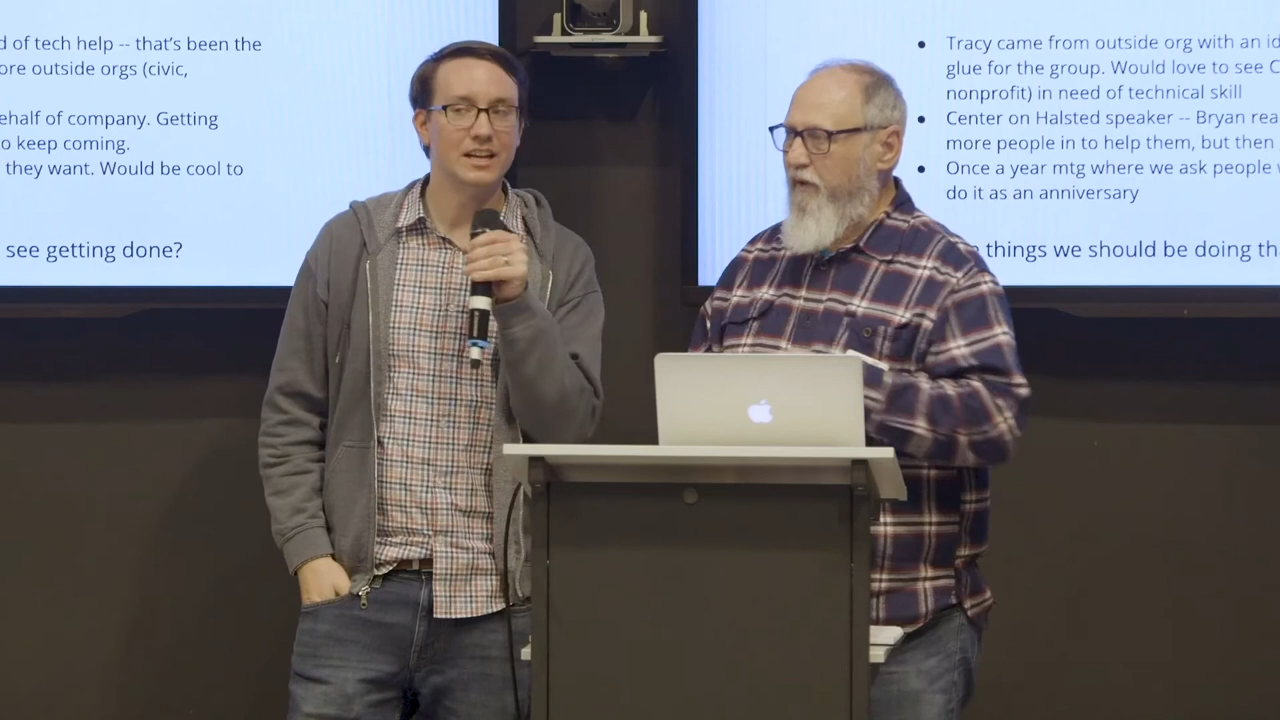 d of tech help -- that's been the
ore outside orgs (civic,
ehalf of company. Getting
o keep coming.
they want. Would be cool to
see getting done?
Tracy came from outside org with an id
glue for the group. Would love to see C
nonprofit) in need of technical skill
Center on Halsted speaker -- Bryan rea
more people in to help them, but then
Once a year mtg where we ask people
do it as an anniversary
things we should be doing th